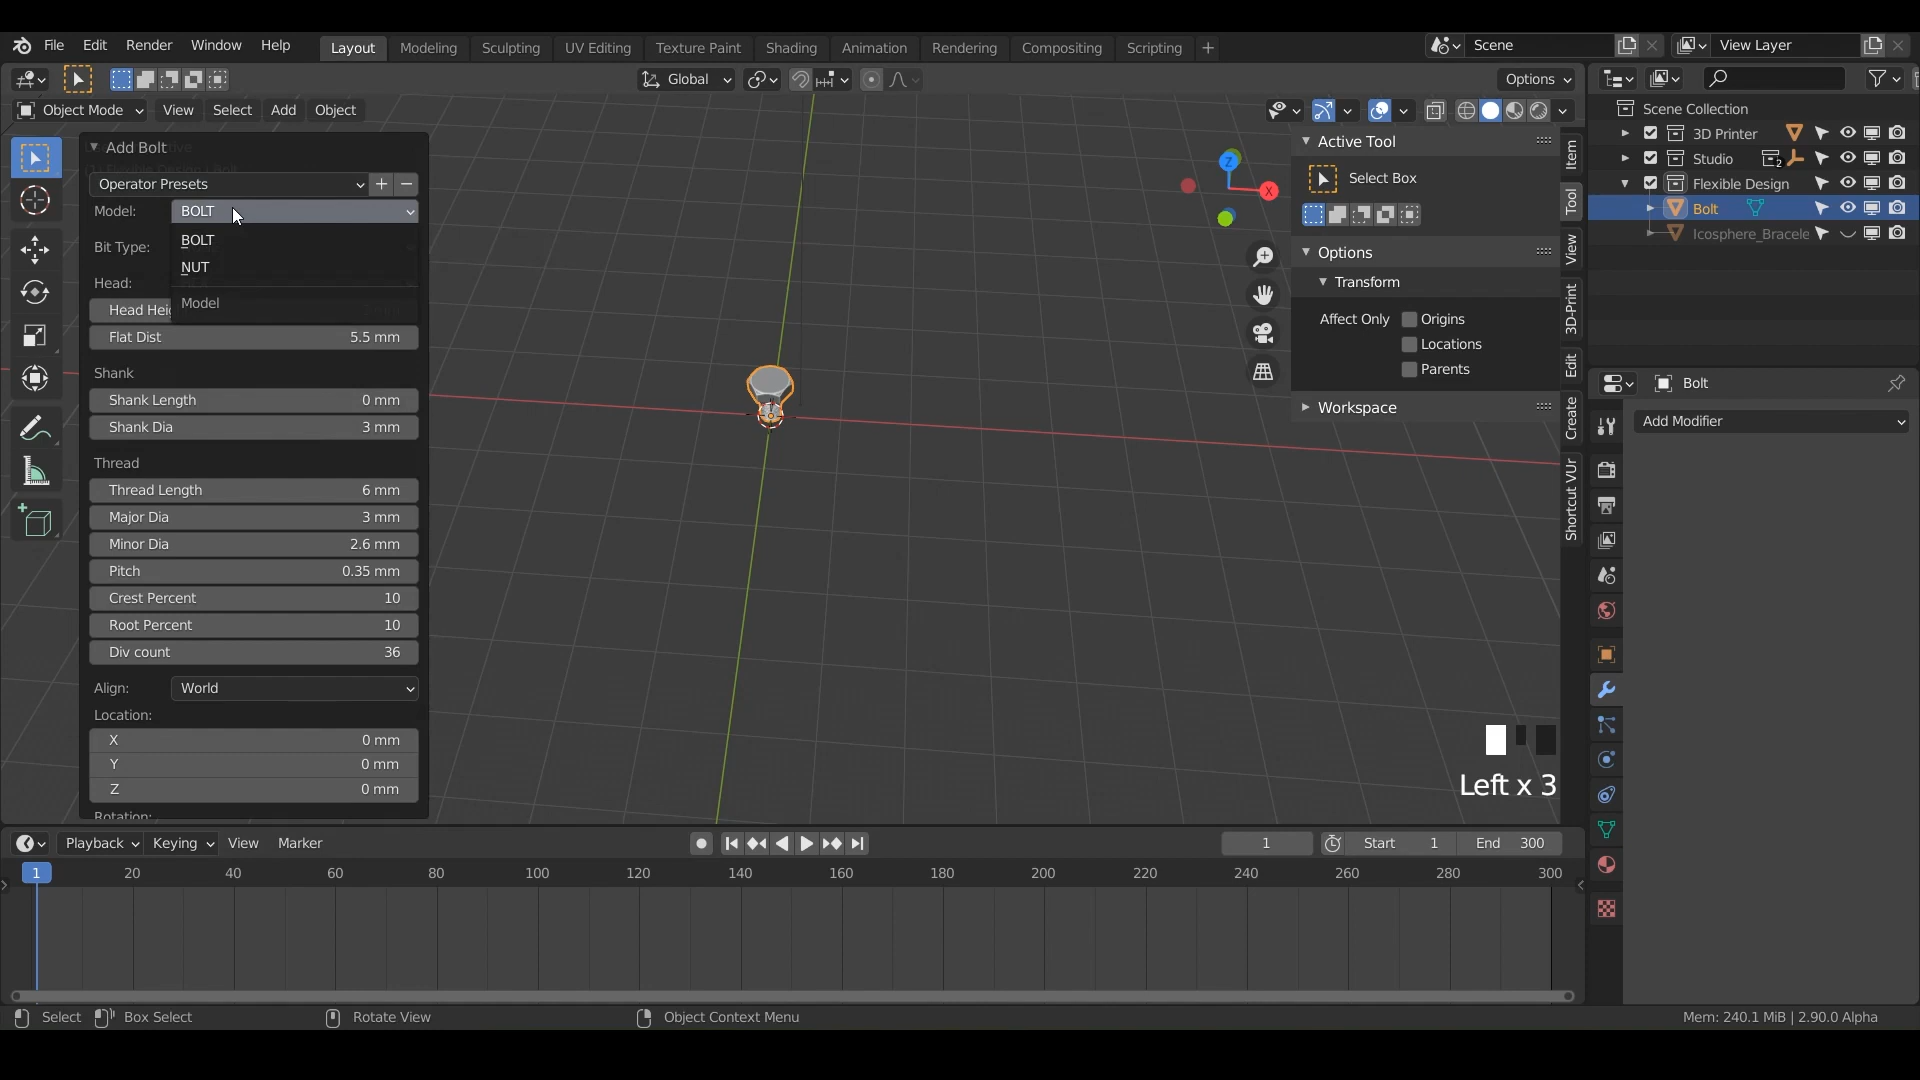 File Edit Render Window Help Layout Modeling Sculpting UV Editing Texture Paint Shading Animation Rendering Compositing Scripting + Scene View Layer
Global Options
Object Mode View Select Add Object
Scene Collection
3D Printer
Studio 2
Flexible Design
Bolt
Icosphere_Bracele
Add Bolt
Operator Presets + −
Model: BOLT
BOLT
NUT
Model
Bit Type:
Head:
Head Hei
Flat Dist 5.5 mm
Shank
Shank Length 0 mm
Shank Dia 3 mm
Thread
Thread Length 6 mm
Major Dia 3 mm
Minor Dia 2.6 mm
Pitch 0.35 mm
Crest Percent 10
Root Percent 10
Div count 36
Align: World
Location:
X 0 mm
Y 0 mm
Z 0 mm
Rotation:
Z
X
Active Tool
Select Box
Options
Transform
Affect Only Origins
Locations
Parents
Workspace
Item
Tool
View
3D-Print
Edit
Create
Shortcut VUr
Bolt
Add Modifier
Left x 3
Playback Keying View Marker 1 Start 1 End 300
1 20 40 60 80 100 120 140 160 180 200 220 240 260 280 300
Select Box Select Rotate View Object Context Menu Mem: 240.1 MiB | 2.90.0 Alpha